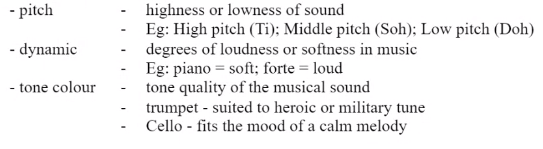 - pitch - highness or lowness of sound
- Eg: High pitch (Ti); Middle pitch (Soh); Low pitch (Doh)
- dynamic - degrees of loudness or softness in music
- Eg: piano = soft; forte = loud
- tone colour - tone quality of the musical sound
- trumpet - suited to heroic or military tune
- Cello - fits the mood of a calm melody